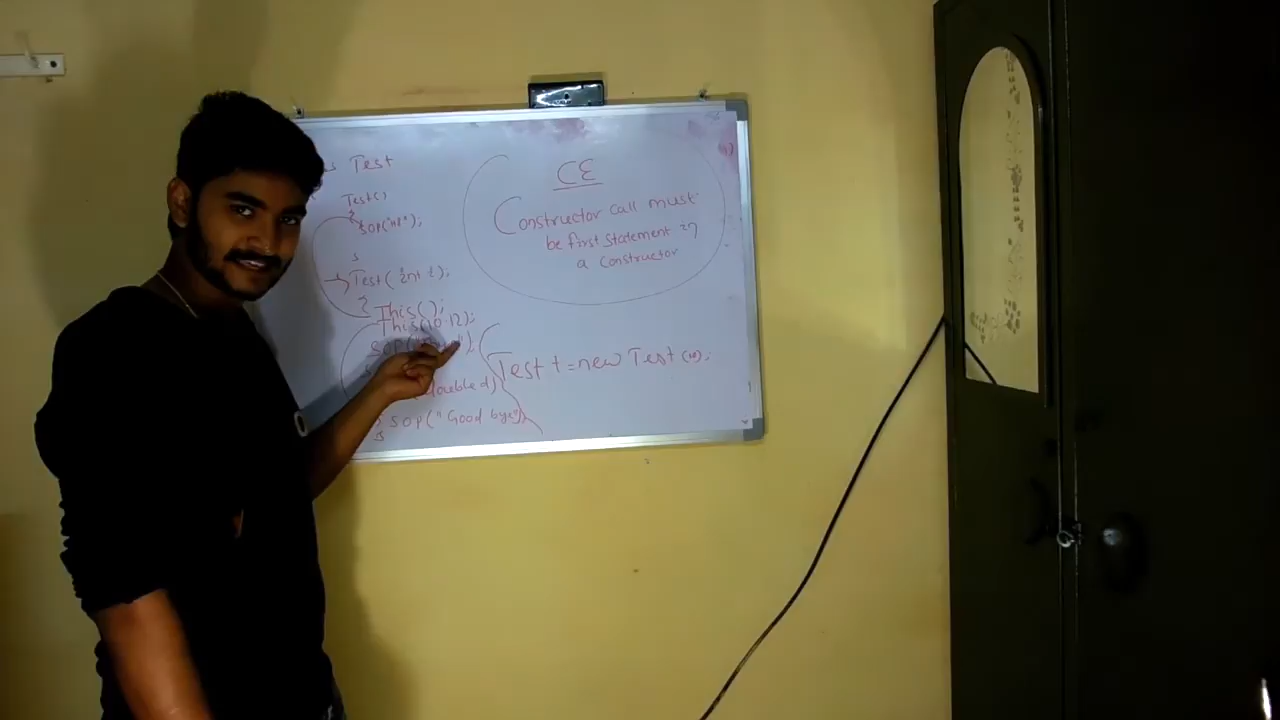 s Test
Test()
{
SOP("Hi");
}
Test(int t);
{
This();
This(10.12);
SOP(" ");
(double d)
{ SOP("Good bye");
}
CE
Constructor call must
be first statement in
a constructor
Test t = new Test(10);